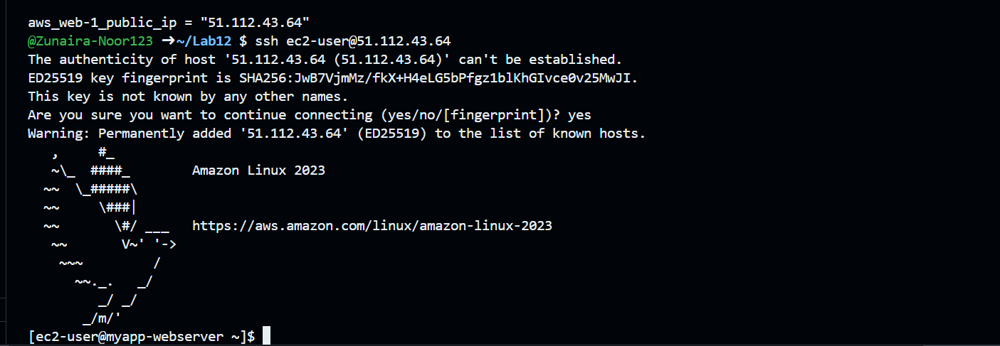 aws_web-1_public_ip = "51.112.43.64"
@Zunaira-Noor123 ➜~/Lab12 $ ssh ec2-user@51.112.43.64
The authenticity of host '51.112.43.64 (51.112.43.64)' can't be established.
ED25519 key fingerprint is SHA256:JwB7VjmMz/fkX+H4eLG5bPfgz1blKhGIvce0v25MwJI.
This key is not known by any other names.
Are you sure you want to continue connecting (yes/no/[fingerprint])? yes
Warning: Permanently added '51.112.43.64' (ED25519) to the list of known hosts.
   ,     #_
   ~\_  ####_        Amazon Linux 2023
  ~~  \_#####\
  ~~     \###|
  ~~       \#/ ___   https://aws.amazon.com/linux/amazon-linux-2023
   ~~       V~' '->
    ~~~         /
      ~~._.   _/
         _/ _/
       _/m/'
[ec2-user@myapp-webserver ~]$